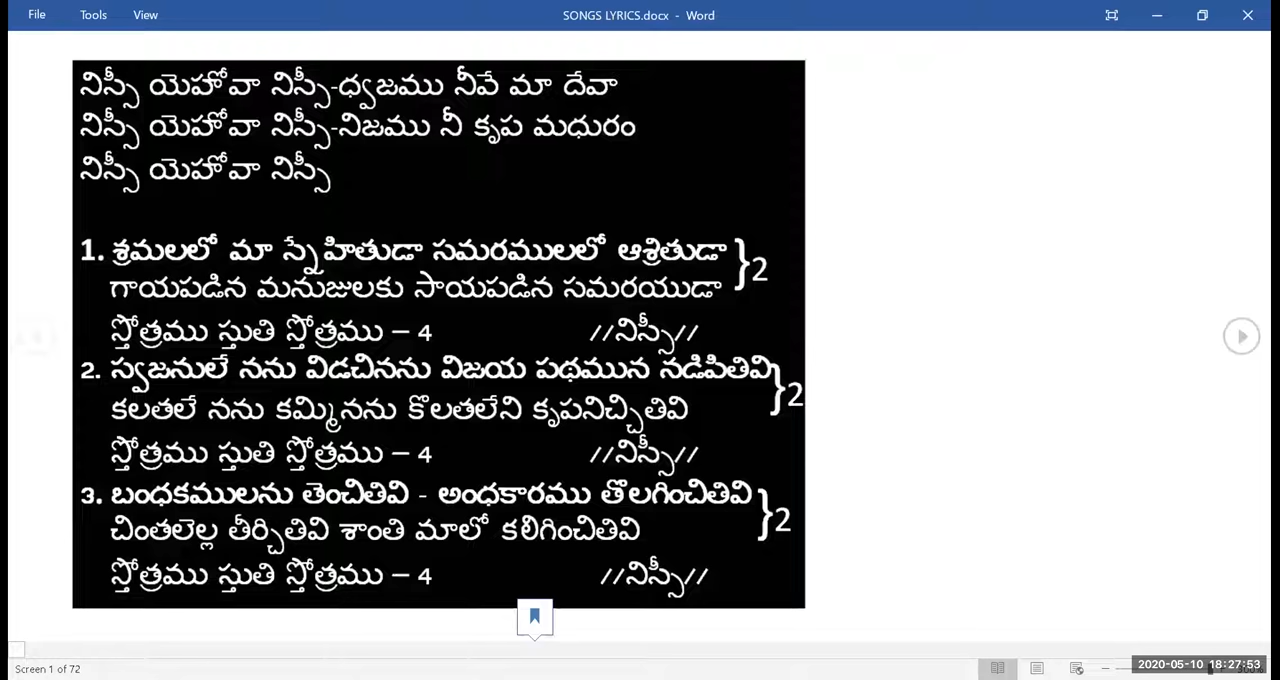 File Tools View SONGS LYRICS.docx - Word
నిస్సీ యెహోవా నిస్సీ-ధ్వజము నీవే మా దేవా
నిస్సీ యెహోవా నిస్సీ-నిజము నీ కృప మధురం
నిస్సీ యెహోవా నిస్సీ
1. శ్రమలలో మా స్నేహితుడా సమరములలో ఆశ్రితుడా
గాయపడిన మనుజులకు సాయపడిన సమరయుడా }2
స్తోత్రము స్తుతి స్తోత్రము – 4 //నిస్సీ//
2. స్వజనులే నను విడచినను విజయ పథమున నడిపితివి
కలతలే నను కమ్మినను కొలతలేని కృపనిచ్చితివి }2
స్తోత్రము స్తుతి స్తోత్రము – 4 //నిస్సీ//
3. బంధకములను తెంచితివి - అంధకారము తొలగించితివి
చింతలెల్ల తీర్చితివి శాంతి మాలో కలిగించితివి }2
స్తోత్రము స్తుతి స్తోత్రము – 4 //నిస్సీ//
Screen 1 of 72
2020-05-10 18:27:53